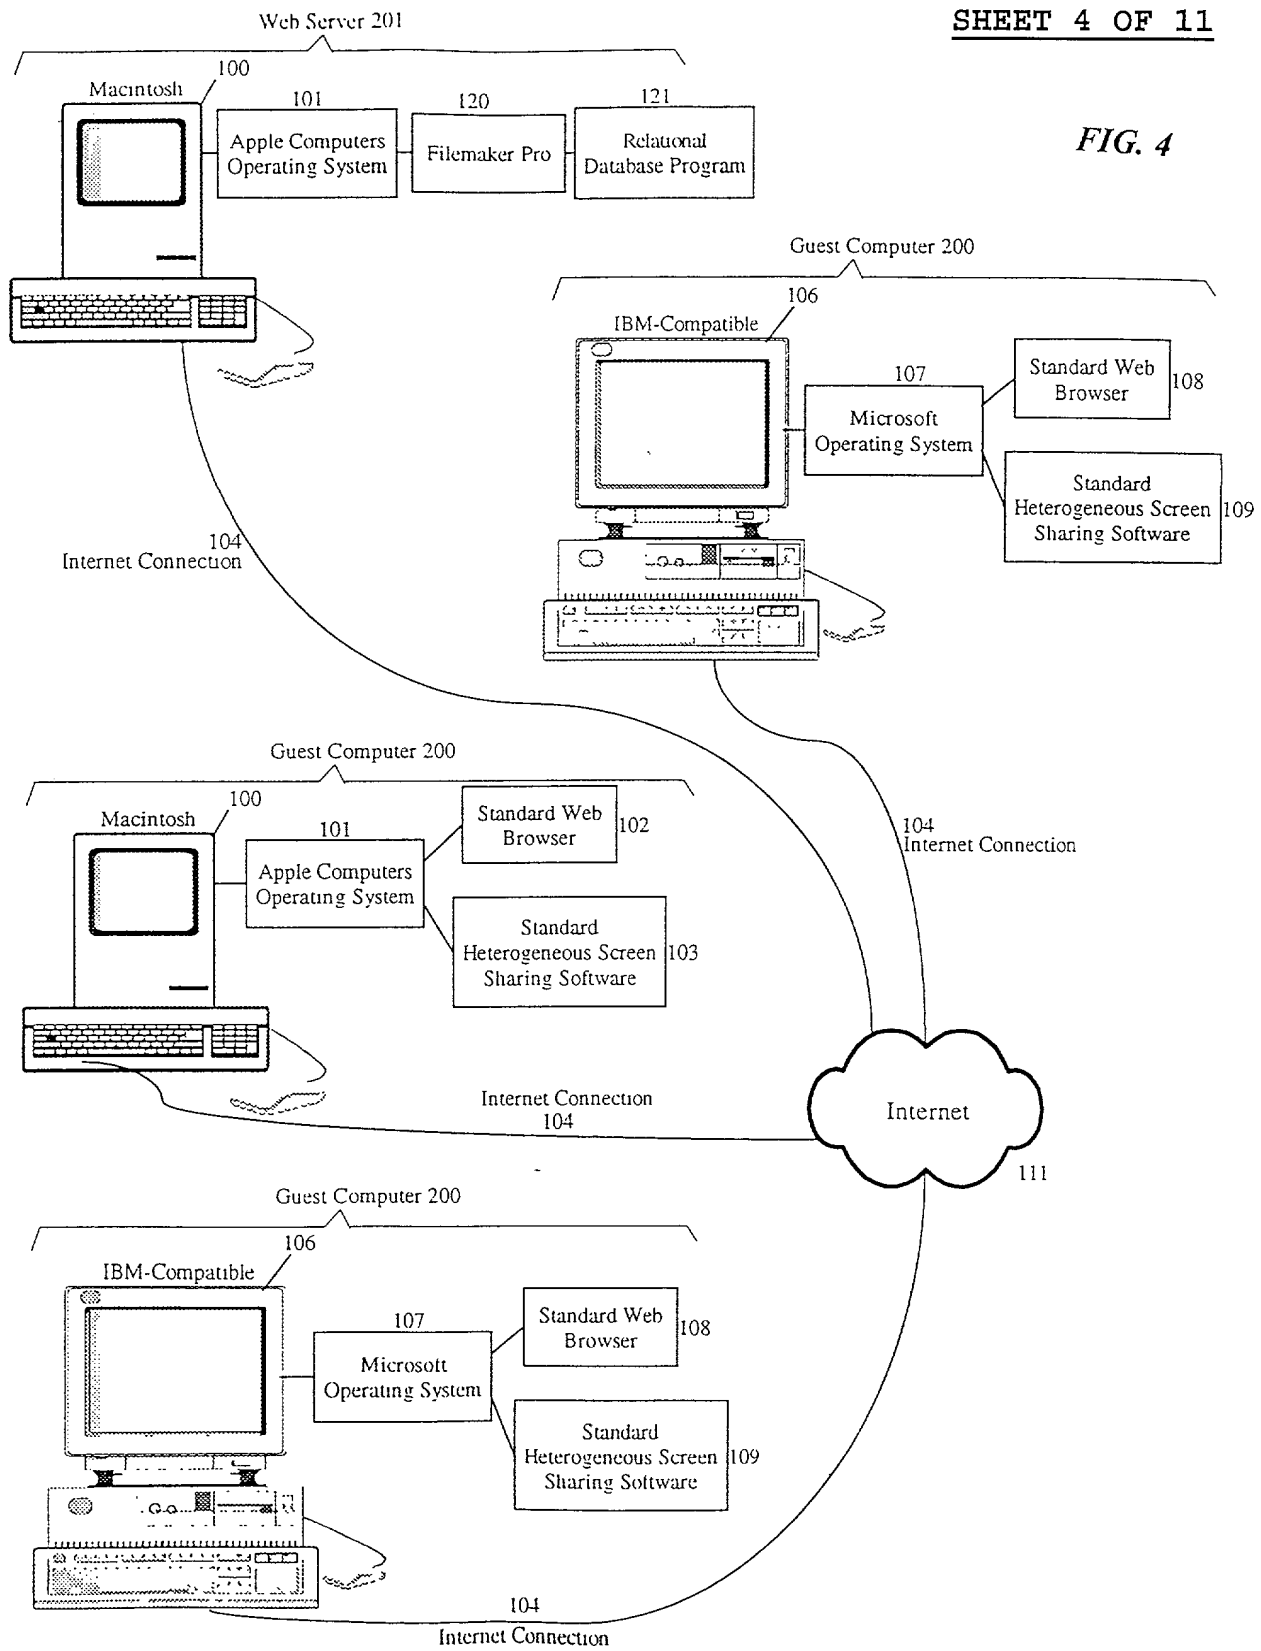 SHEET 4 OF 11
FIG. 4
Web Server 201
Macintosh
100
101
Apple Computers
Operating System
120
Filemaker Pro
121
Relational
Database Program
Guest Computer 200
106
IBM-Compatible
107
Microsoft
Operating System
Standard Web
Browser
108
Standard
Heterogeneous Screen
Sharing Software
109
104
Internet Connection
Guest Computer 200
100
Macintosh
101
Apple Computers
Operating System
Standard Web
Browser
102
Standard
Heterogeneous Screen
Sharing Software
103
104
Internet Connection
Internet Connection
104
Internet
111
Guest Computer 200
106
IBM-Compatible
107
Microsoft
Operating System
Standard Web
Browser
108
Standard
Heterogeneous Screen
Sharing Software
109
104
Internet Connection